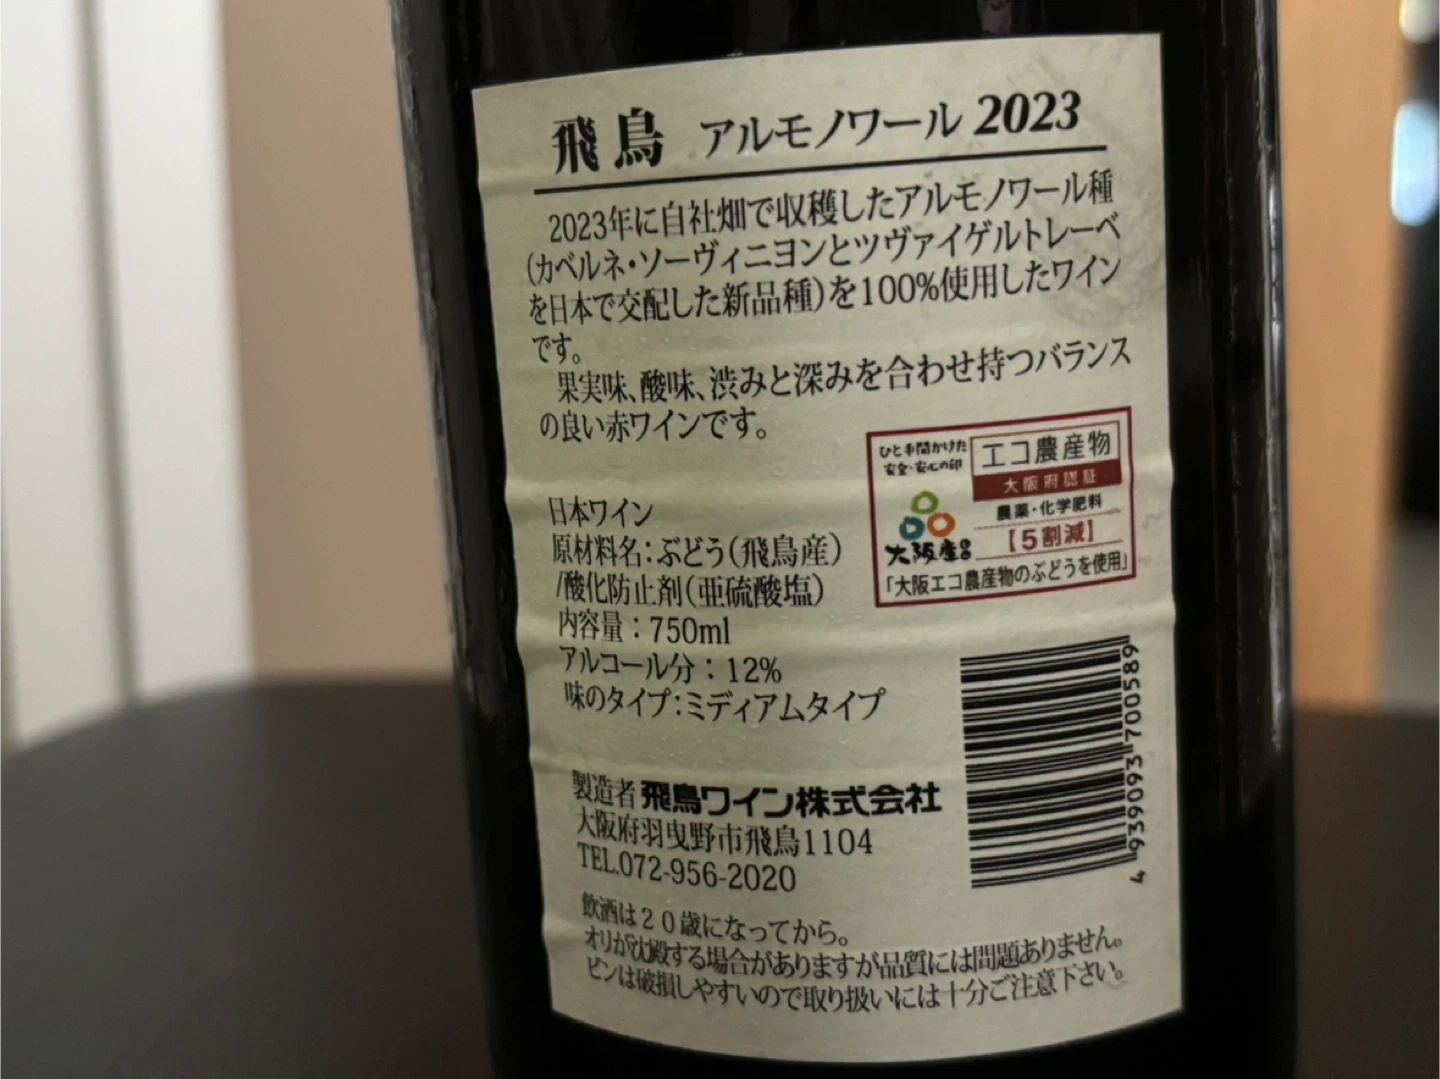 飛鳥 アルモノワール 2023
2023年に自社畑で収穫したアルモノワール種
(カベルネ・ソーヴィニヨンとツヴァイゲルトレーベ
を日本で交配した新品種)を100%使用したワイン
です。
果実味、酸味、渋みと深みを合わせ持つバランス
の良い赤ワインです。
ひと手間かけた
安全・安心の印
エコ農産物
大阪府認証
農薬・化学肥料
【5割減】
大阪産
「大阪エコ農産物のぶどうを使用」
日本ワイン
原材料名：ぶどう(飛鳥産)
/酸化防止剤(亜硫酸塩)
内容量：750ml
アルコール分：12%
味のタイプ：ミディアムタイプ
製造者 飛鳥ワイン株式会社
大阪府羽曳野市飛鳥1104
TEL.072-956-2020
4 939093 700589
飲酒は20歳になってから。
オリが沈殿する場合がありますが品質には問題ありません。
ビンは破損しやすいので取り扱いには十分ご注意下さい。